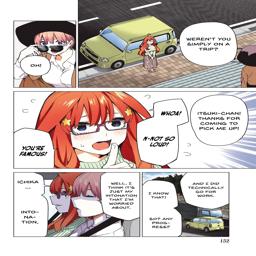 WEREN'T YOU
SIMPLY ON
A TRIP?
OH!
ITSUKI-CHAN!
THANKS FOR
COMING TO
PICK ME UP!
WHOA!
N-NOT SO
LOUD!
YOU'RE
FAMOUS!
AND I DID
TECHNICALLY
GO FOR
WORK.
I KNOW
THAT!
GOT ANY
PROG-
RESS?
WELL, I
THINK IT'S
JUST MY
INTONATION
THAT I'M
WORRIED
ABOUT.
ICHIKA
...
INTO-
NA-
TION.
152